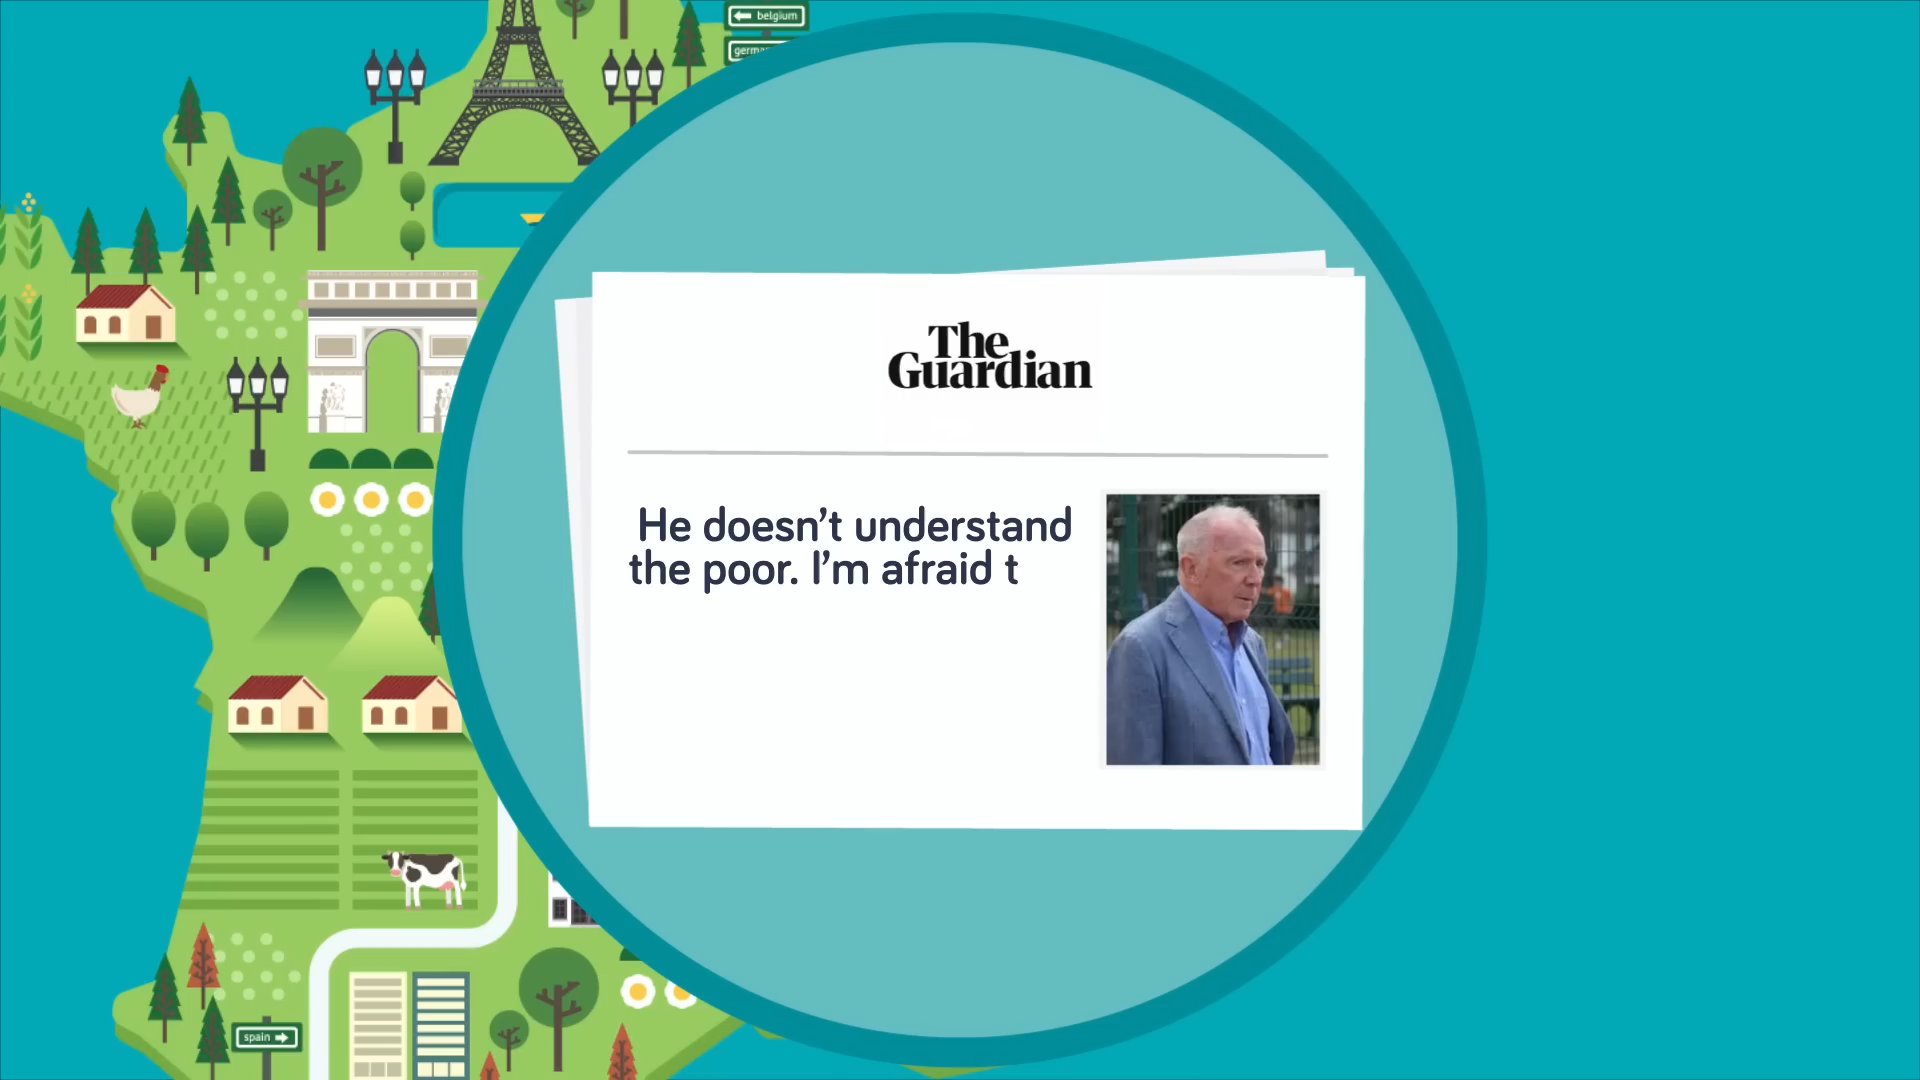 belgium
The
Guardian
He doesn’t understand
the poor. I’m afraid t
spain